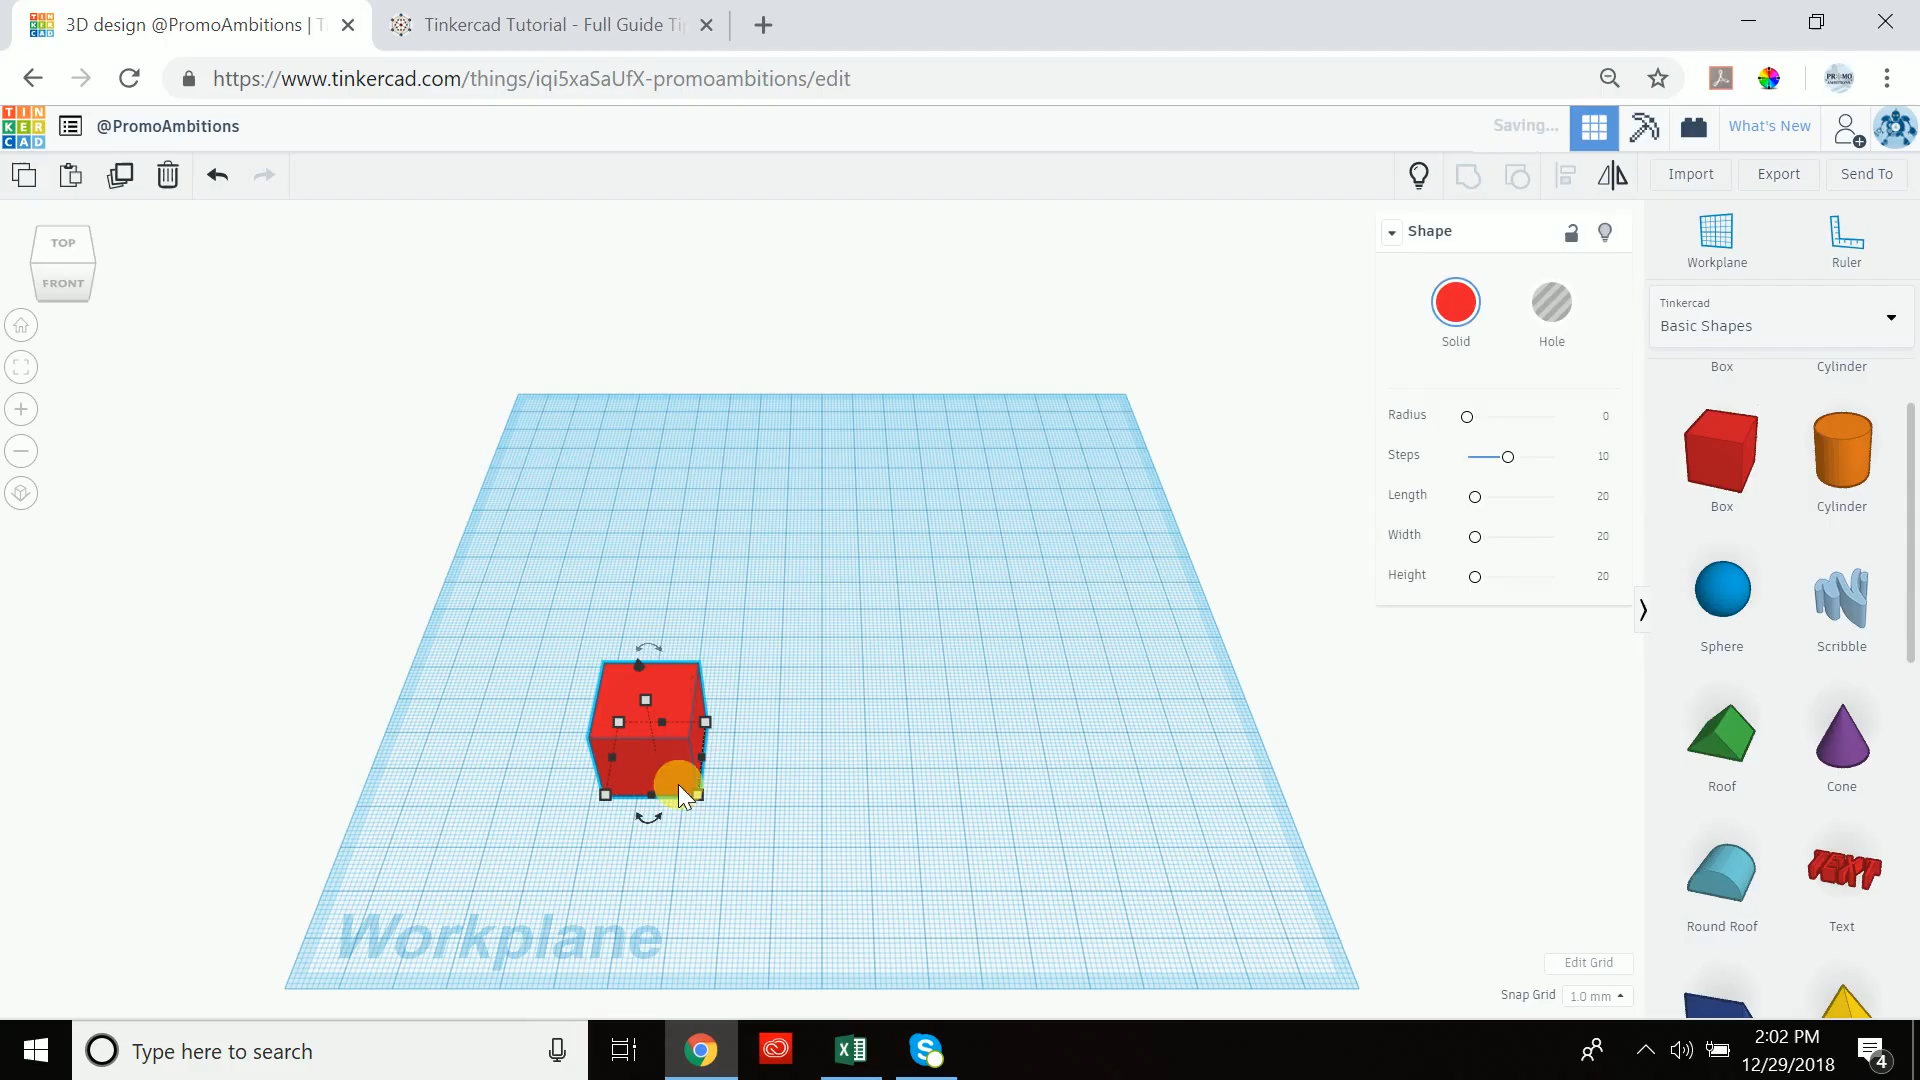 3D design @PromoAmbitions | T
Tinkercad Tutorial - Full Guide Ti
https://www.tinkercad.com/things/iqi5xaSaUfX-promoambitions/edit
TIN
KER
CAD
@PromoAmbitions
Saving...
What's New
Import
Export
Send To
TOP
FRONT
Shape
Solid
Hole
Radius 0
Steps 10
Length 20
Width 20
Height 20
Workplane
Ruler
Tinkercad
Basic Shapes
Box
Cylinder
Box
Cylinder
Sphere
Scribble
Roof
Cone
TEXT
Round Roof
Text
Workplane
Edit Grid
Snap Grid 1.0 mm
Type here to search
2:02 PM
12/29/2018
4